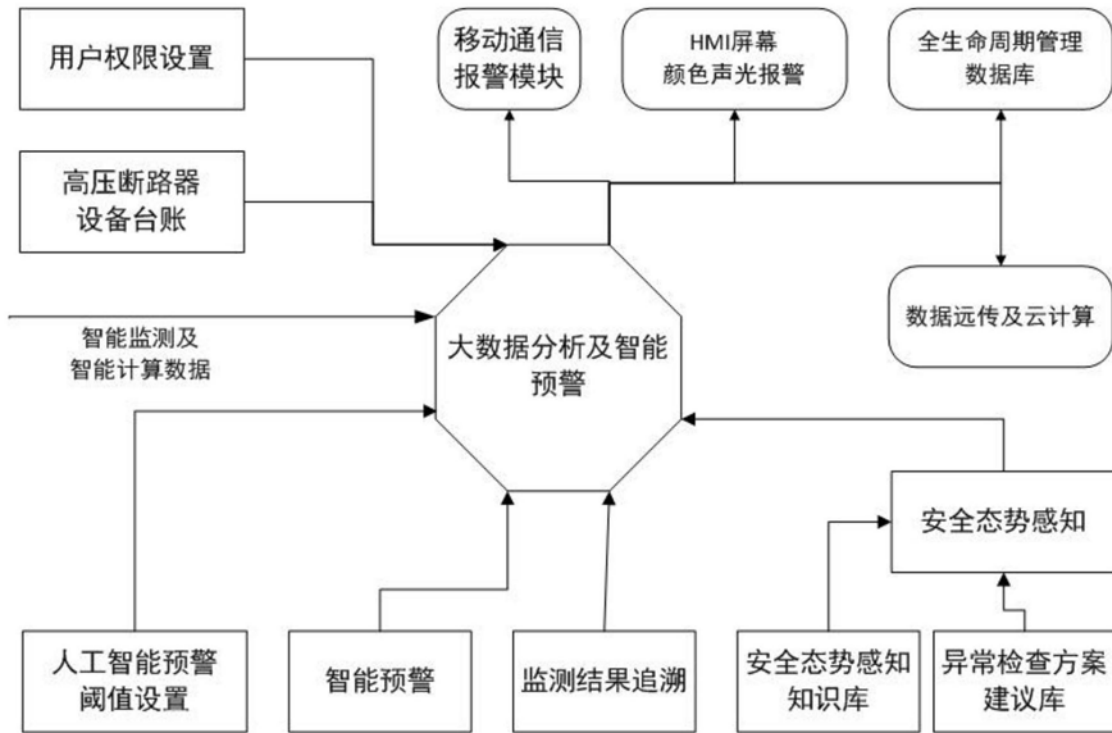 用户权限设置
移动通信
报警模块
HMI屏幕
颜色声光报警
全生命周期管理
数据库
高压断路器
设备台账
智能监测及
智能计算数据
大数据分析及智能
预警
数据远传及云计算
安全态势感知
人工智能预警
阈值设置
智能预警
监测结果追溯
安全态势感知
知识库
异常检查方案
建议库